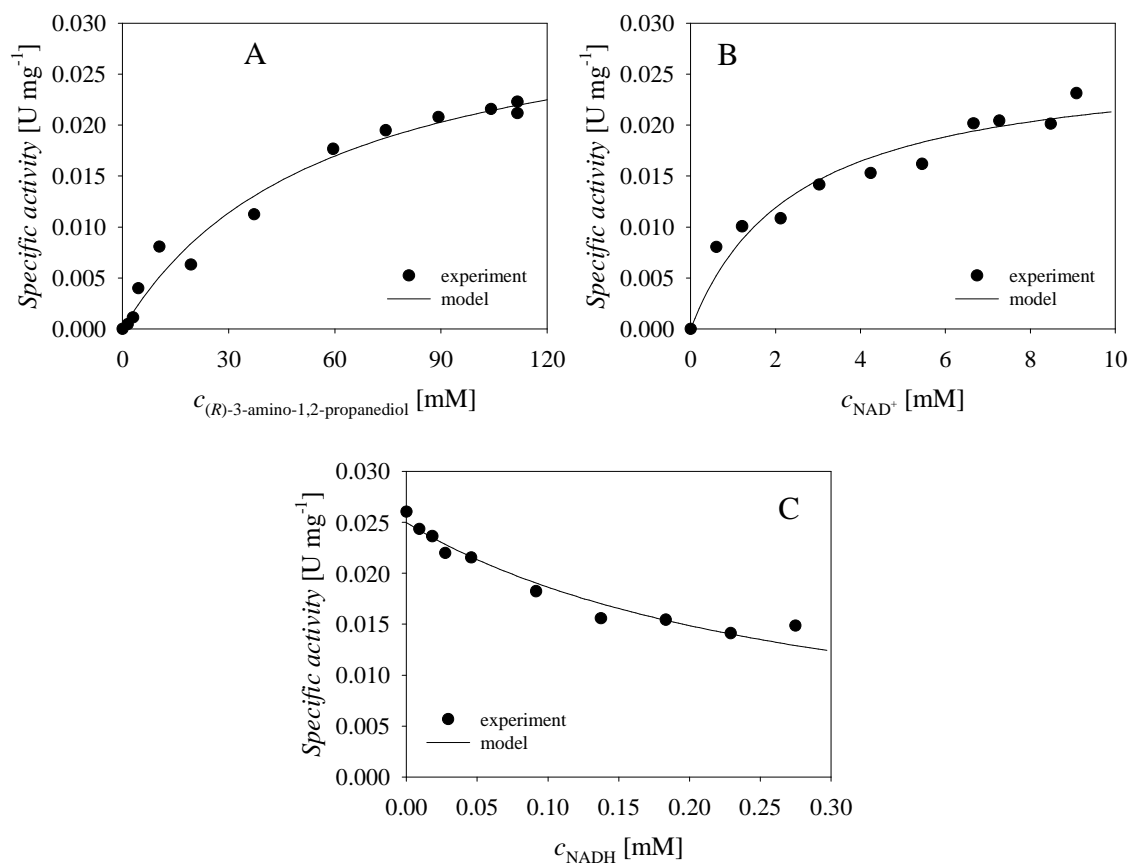 A
Specific activity [U mg-1]
0.030
0.025
0.020
0.015
0.010
0.005
0.000
experiment
model
0 30 60 90 120
c(R)-3-amino-1,2-propanediol [mM]
B
Specific activity [U mg-1]
0.030
0.025
0.020
0.015
0.010
0.005
0.000
experiment
model
0 2 4 6 8 10
cNAD+ [mM]
C
Specific activity [U mg-1]
0.030
0.025
0.020
0.015
0.010
0.005
0.000
experiment
model
0.00 0.05 0.10 0.15 0.20 0.25 0.30
cNADH [mM]